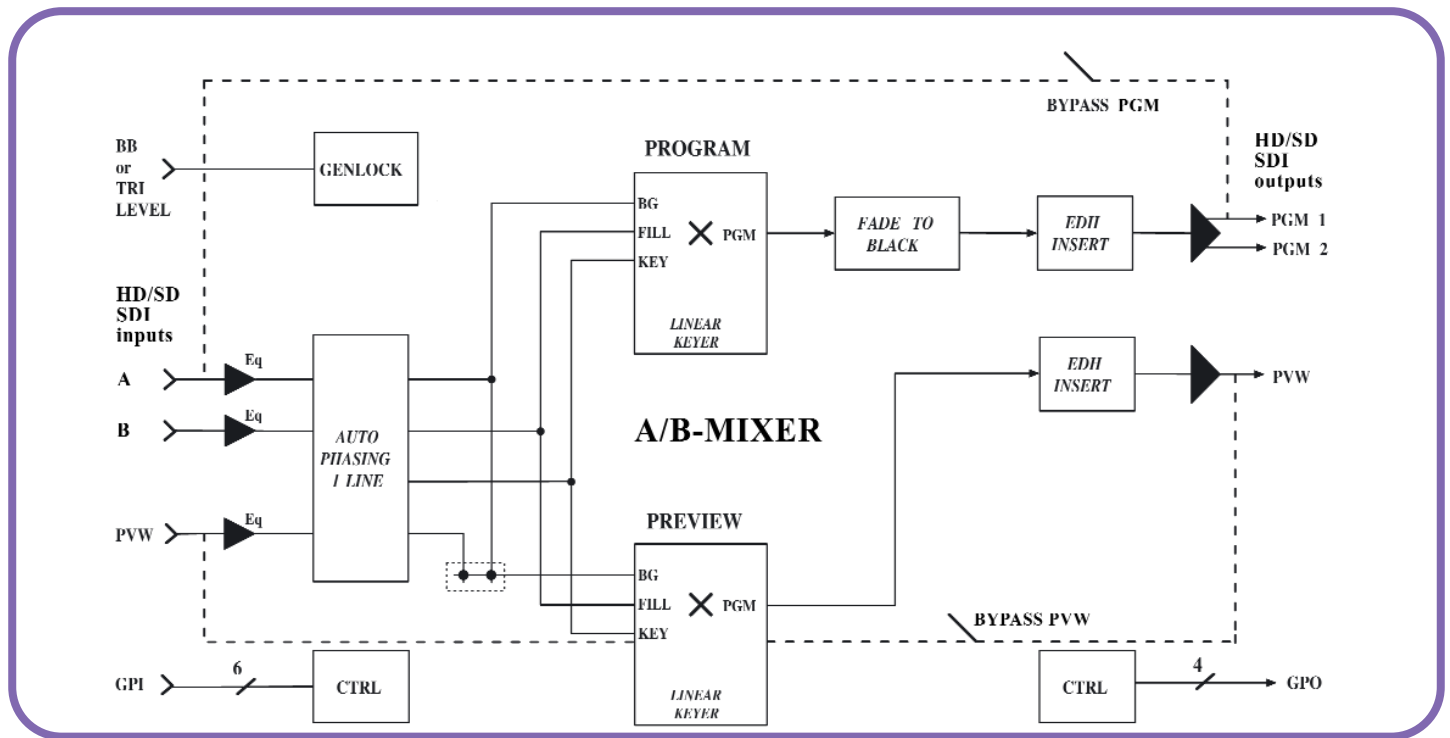 BYPASS PGM
BB
or
TRI
LEVEL
GENLOCK
PROGRAM
HD/SD
SDI
outputs
BG
FILL
KEY
PGM
LINEAR
KEYER
FADE TO
BLACK
EDH
INSERT
PGM 1
PGM 2
HD/SD
SDI
inputs
A
Eq
B
Eq
PVW
Eq
AUTO
PHASING
1 LINE
A/B-MIXER
EDH
INSERT
PVW
PREVIEW
BG
FILL
KEY
PGM
LINEAR
KEYER
BYPASS PVW
GPI
6
CTRL
CTRL
4
GPO